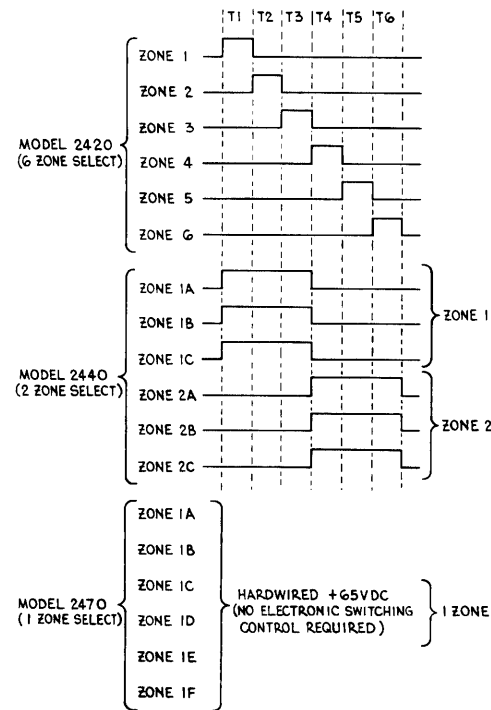 T1 T2 T3 T4 T5 T6
ZONE 1
ZONE 2
ZONE 3
MODEL 2420
(6 ZONE SELECT)
ZONE 4
ZONE 5
ZONE 6
ZONE 1A
ZONE 1B
ZONE 1C
ZONE 1
MODEL 2440
(2 ZONE SELECT)
ZONE 2A
ZONE 2B
ZONE 2C
ZONE 2
ZONE 1A
ZONE 1B
ZONE 1C
MODEL 2470
(1 ZONE SELECT)
ZONE 1D
ZONE 1E
ZONE 1F
HARDWIRED +65VDC
(NO ELECTRONIC SWITCHING
CONTROL REQUIRED)
1 ZONE